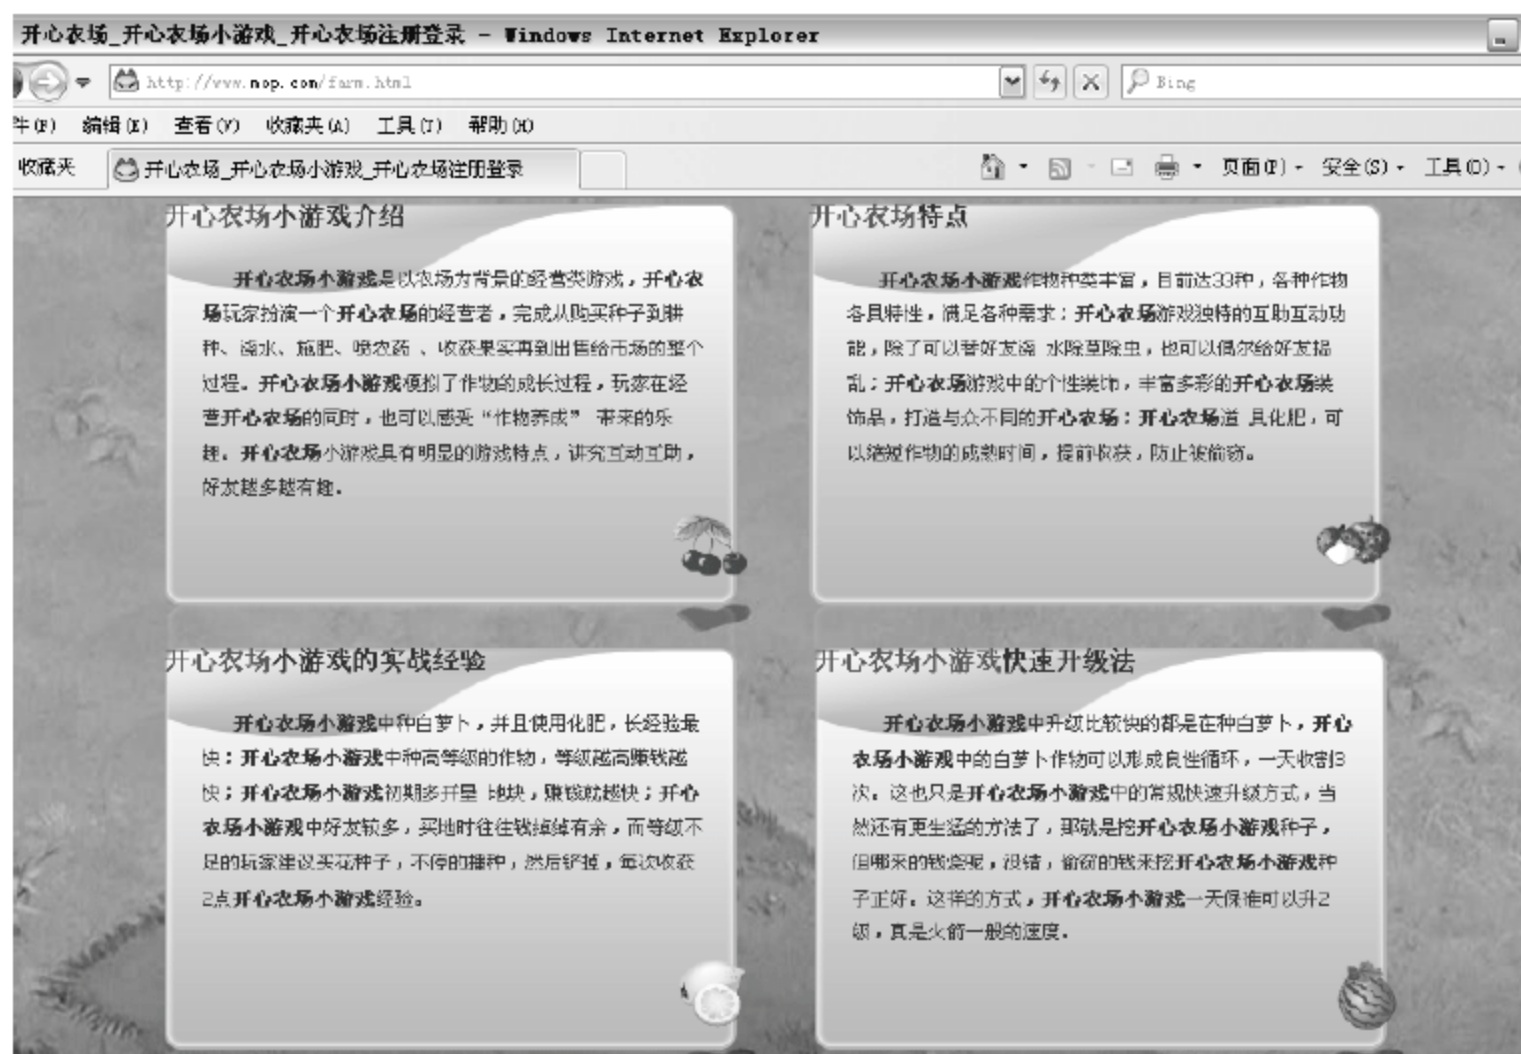 开心农场_开心农场小游戏_开心农场注册登录 - Windows Internet Explorer
http://www.mop.com/farm.html
Bing
件(F) 编辑(E) 查看(V) 收藏夹(A) 工具(T) 帮助(H)
收藏夹
开心农场_开心农场小游戏_开心农场注册登录
页面(P) 安全(S) 工具(O)
开心农场小游戏介绍
开心农场小游戏是以农场为背景的经营类游戏，开心农
场玩家扮演一个开心农场的经营者，完成从购买种子到耕
种、浇水、施肥、喷农药 、收获果实再到出售给市场的整个
过程。开心农场小游戏模拟了作物的成长过程，玩家在经
营开心农场的同时，也可以感受“作物养成” 带来的乐
趣。开心农场小游戏具有明显的游戏特点，讲究互动互助，
好友越多越有趣。
开心农场特点
开心农场小游戏作物种类丰富，目前达33种，各种作物
各具特性，满足各种需求；开心农场游戏独特的互助互动功
能，除了可以替好友浇 水除草除虫，也可以偶尔给好友捣
乱；开心农场游戏中的个性装饰，丰富多彩的开心农场装
饰品，打造与众不同的开心农场；开心农场道 具化肥，可
以缩短作物的成熟时间，提前收获，防止被偷窃。
开心农场小游戏的实战经验
开心农场小游戏中种白萝卜，并且使用化肥，长经验最
快；开心农场小游戏中种高等级的作物，等级越高赚钱越
快；开心农场小游戏初期多开垦 地块，赚钱就越快；开心
农场小游戏中好友较多，买地时往往钱绰绰有余，而等级不
足的玩家建议买花种子，不停的播种，然后铲掉，每次收获
2点开心农场小游戏经验。
开心农场小游戏快速升级法
开心农场小游戏中升级比较快的都是在种白萝卜，开心
农场小游戏中的白萝卜作物可以形成良性循环，一天收割3
次。这也只是开心农场小游戏中的常规快速升级方式，当
然还有更生猛的方法了，那就是挖开心农场小游戏种子，
但哪来的钱烧呢，没错，偷窃的钱来挖开心农场小游戏种
子正好。这样的方式，开心农场小游戏一天保准可以升2
级，真是火箭一般的速度。